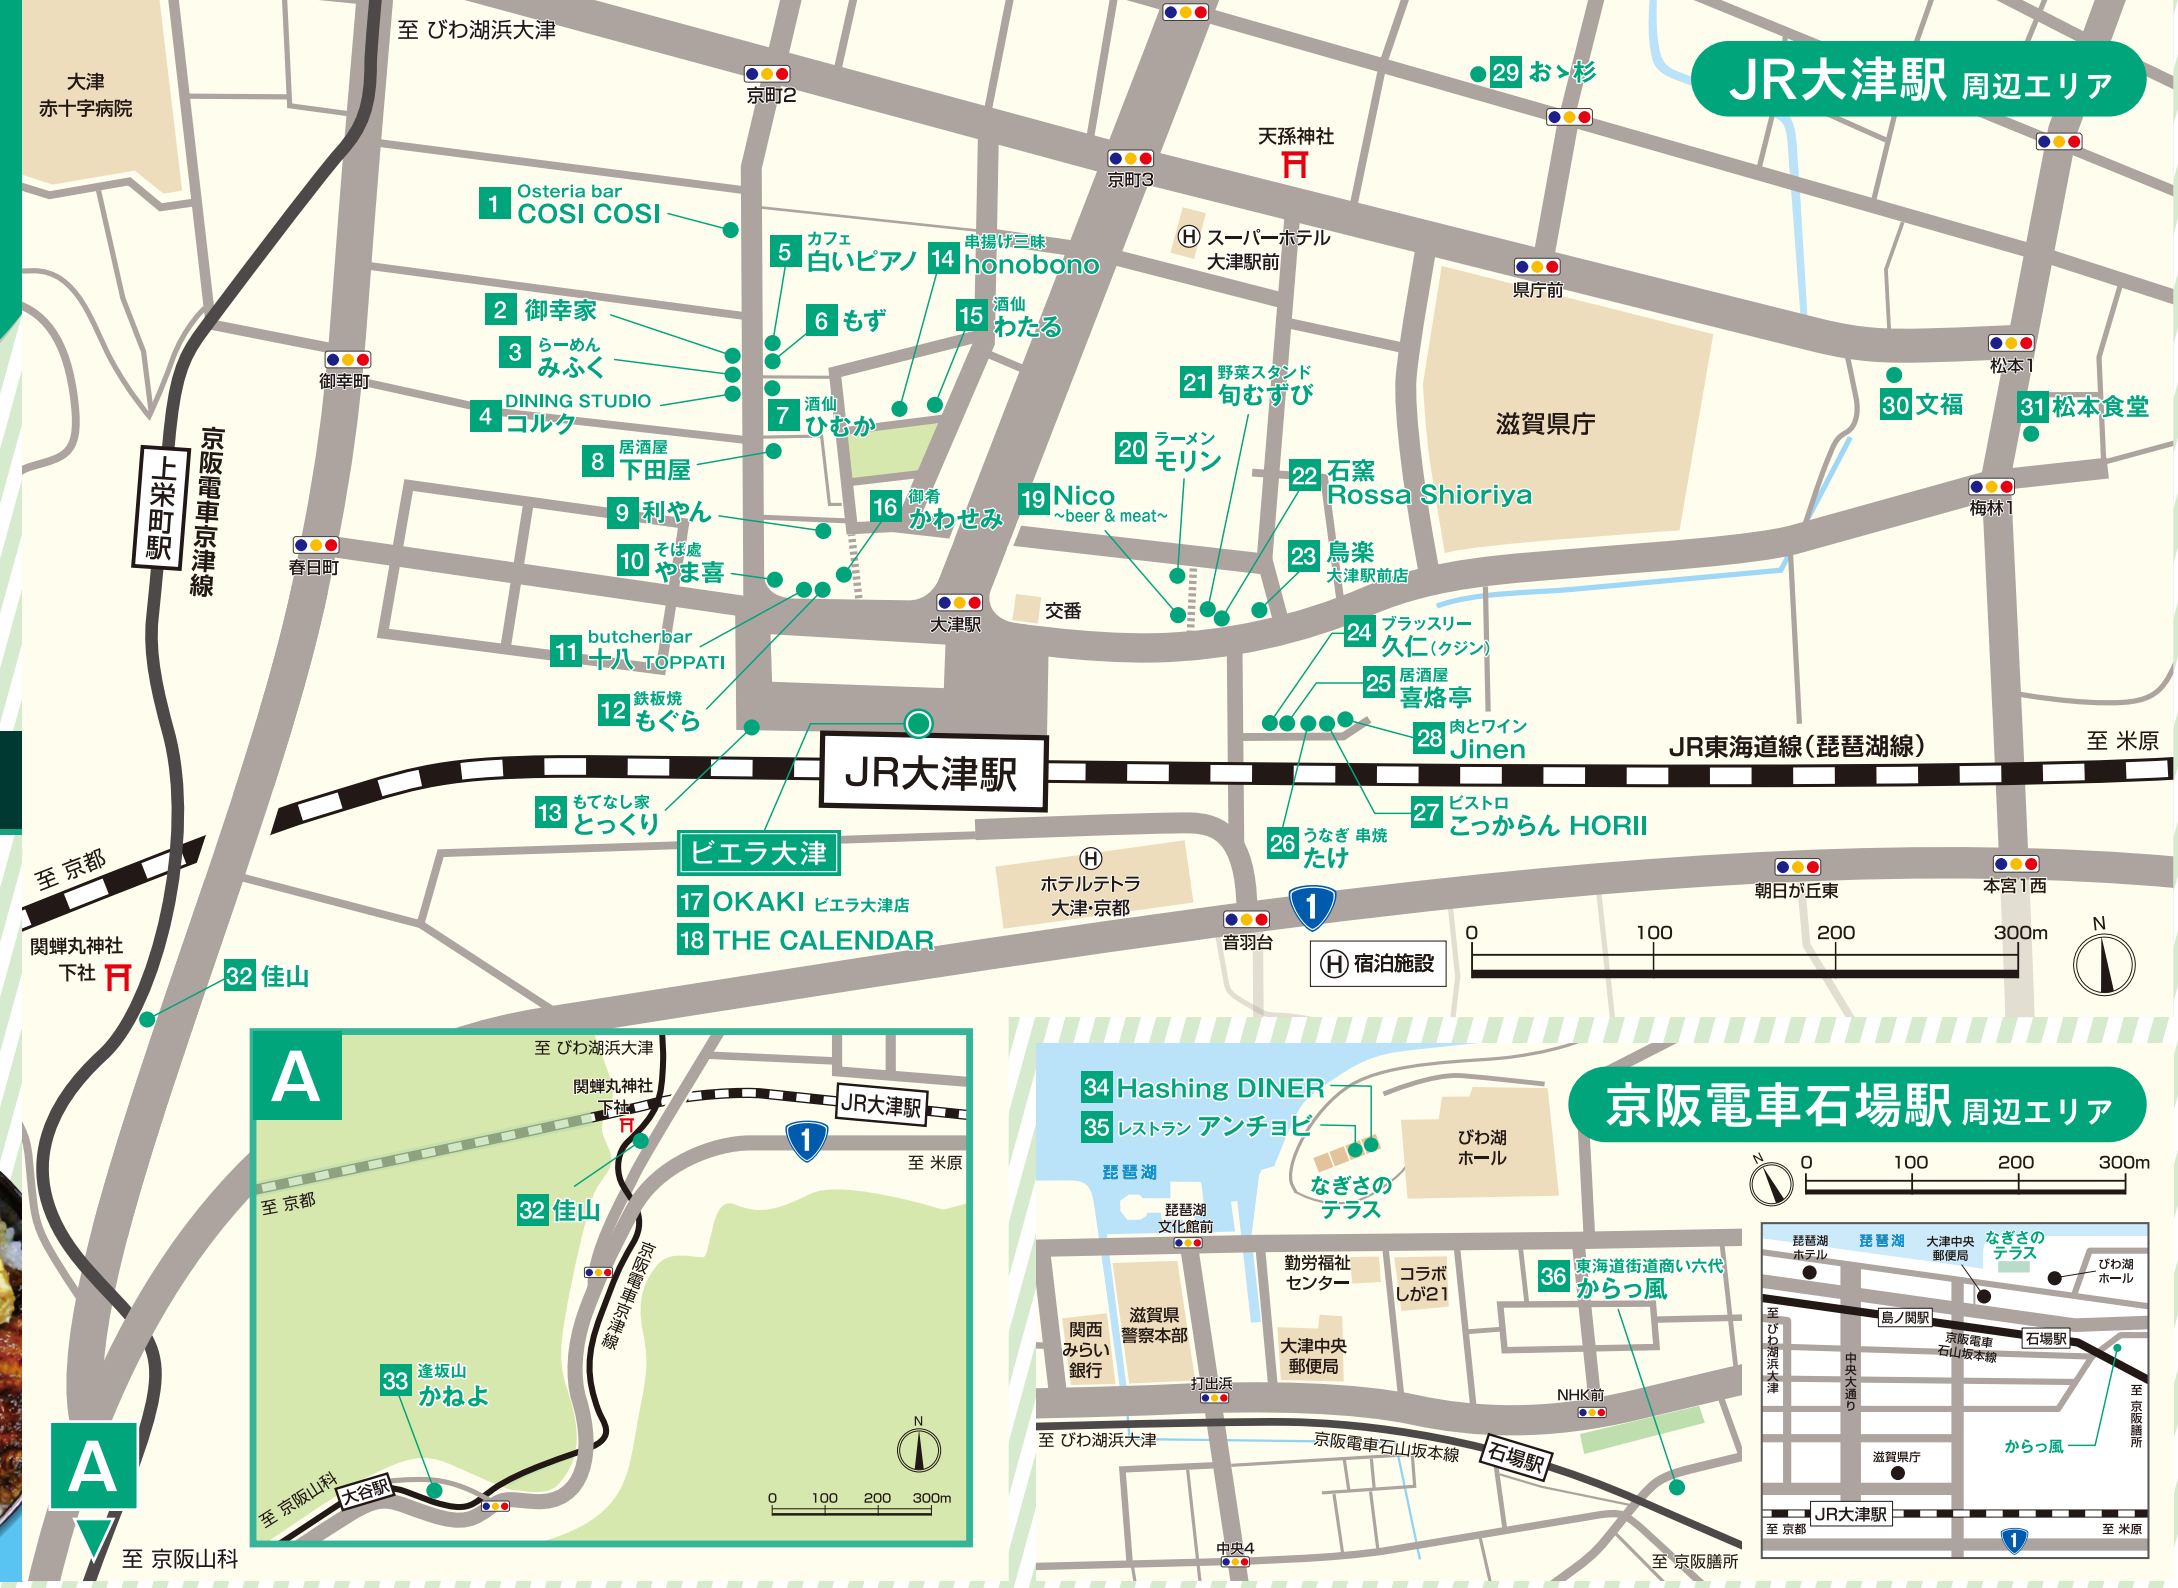 至 びわ湖浜大津
大津
赤十字病院
京町2
京町3
天孫神社
29 おゝ杉
JR大津駅 周辺エリア
1 Osteria bar
COSI COSI
5 カフェ
白いピアノ
14 串揚げ三昧
honobono
H スーパーホテル
大津駅前
県庁前
2 御幸家
6 もず
15 酒仙
わたる
3 らーめん
みふく
御幸町
松本1
4 DINING STUDIO
コルク
7 酒仙
ひむか
21 野菜スタンド
旬むすび
滋賀県庁
30 文福
31 松本食堂
8 居酒屋
下田屋
20 ラーメン
モリン
22 石窯
Rossa Shioriya
京阪電車京津線
上栄町駅
9 利やん
16 御肴
かわせみ
19 Nico
~beer & meat~
梅林1
春日町
10 そば處
やま喜
23 鳥楽
大津駅前店
大津駅
交番
11 butcherbar
十八 TOPPATI
24 ブラッスリー
久仁(クジン)
12 鉄板焼
もぐら
25 居酒屋
喜烙亭
28 肉とワイン
Jinen
JR東海道線(琵琶湖線)
至 米原
JR大津駅
13 もてなし家
とっくり
27 ビストロ
こっからん HORII
26 うなぎ 串焼
たけ
ビエラ大津
17 OKAKI ビエラ大津店
18 THE CALENDAR
H
ホテルテトラ
大津・京都
至 京都
1
音羽台
朝日が丘東
本宮1西
H 宿泊施設
0 100 200 300m
N
関蝉丸神社
下社
32 佳山
A
至 京阪山科
A
至 びわ湖浜大津
関蝉丸神社
下社
JR大津駅
1
至 米原
至 京都
32 佳山
京阪電車京津線
33 逢坂山
かねよ
至 京阪山科
大谷駅
N
0 100 200 300m
京阪電車石場駅 周辺エリア
34 Hashing DINER
35 レストラン アンチョビ
琵琶湖
びわ湖
ホール
なぎさの
テラス
N
0 100 200 300m
琵琶湖
文化館前
勤労福祉
センター
コラボ
しが21
36 東海道街道商い六代
からっ風
滋賀県
警察本部
関西
みらい
銀行
大津中央
郵便局
打出浜
NHK前
至 びわ湖浜大津
京阪電車石山坂本線
石場駅
中央4
至 京阪膳所
琵琶湖
ホテル
琵琶湖
大津中央
郵便局
なぎさの
テラス
びわ湖
ホール
至 びわ湖浜大津
島ノ関駅
京阪電車
石山坂本線
石場駅
中央大通り
至 京阪膳所
からっ風
滋賀県庁
JR大津駅
至 京都
1
至 米原